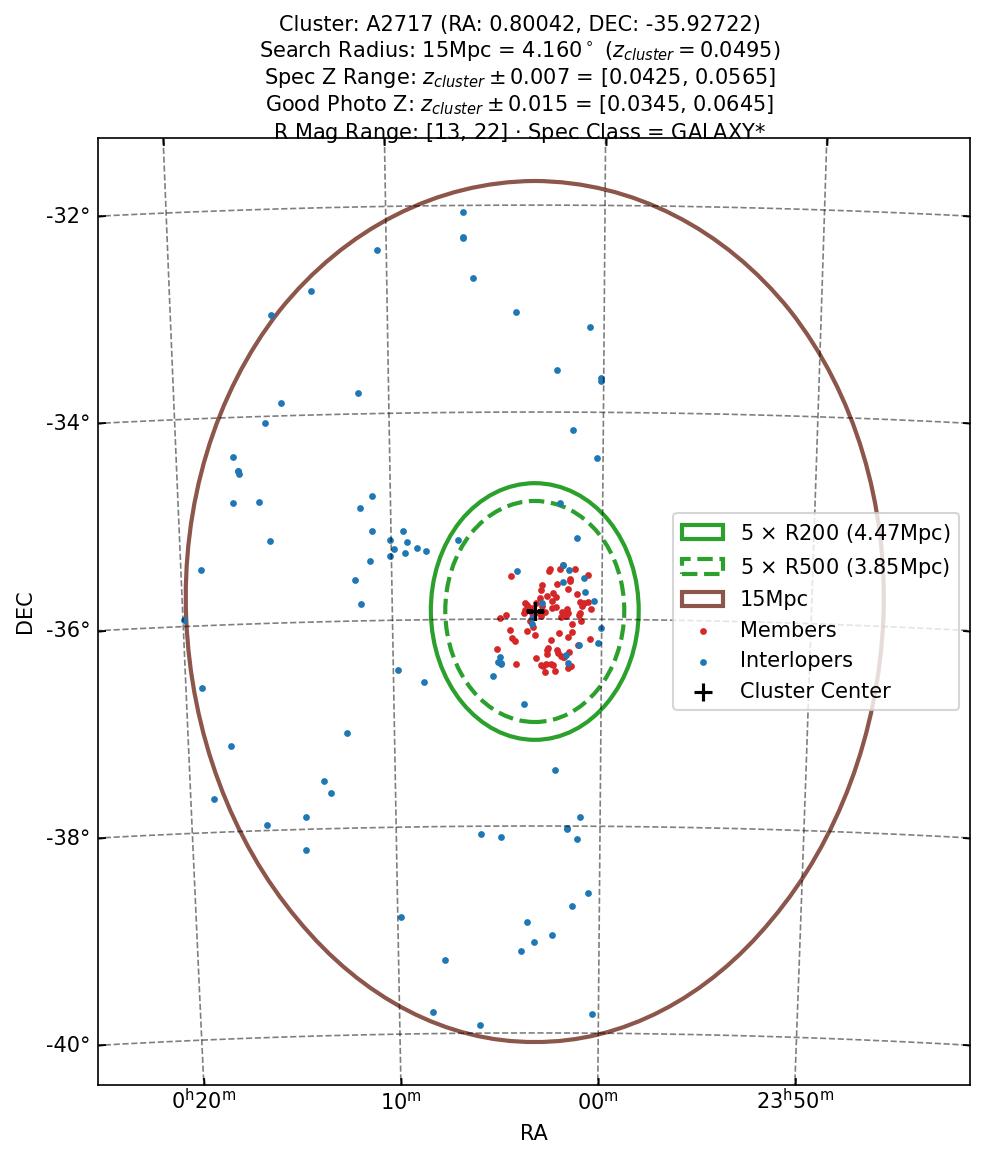 Cluster: A2717 (RA: 0.80042, DEC: -35.92722)
Search Radius: 15Mpc = 4.160° (z_cluster = 0.0495)
Spec Z Range: z_cluster ± 0.007 = [0.0425, 0.0565]
Good Photo Z: z_cluster ± 0.015 = [0.0345, 0.0645]
R Mag Range: [13, 22] · Spec Class = GALAXY*
-32°
-34°
-36°
-38°
-40°
DEC
5 × R200 (4.47Mpc)
5 × R500 (3.85Mpc)
15Mpc
Members
Interlopers
Cluster Center
0ʰ20ᵐ
10ᵐ
00ᵐ
23ʰ50ᵐ
RA